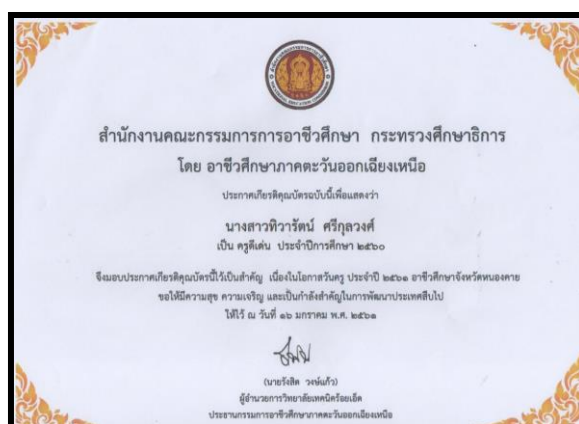 สำนักงานคณะกรรมการการอาชีวศึกษา กระทรวงศึกษาธิการ
โดย อาชีวศึกษาภาคตะวันออกเฉียงเหนือ
ประกาศเกียรติคุณบัตรฉบับนี้เพื่อแสดงว่า
นางสาวทิวารัตน์ ศรีกุลวงศ์
เป็น ครูดีเด่น ประจำปีการศึกษา ๒๕๖๐
จึงมอบประกาศเกียรติคุณบัตรนี้ไว้เป็นสำคัญ เนื่องในโอกาสวันครู ประจำปี ๒๕๖๑ อาชีวศึกษาจังหวัดหนองคาย
ขอให้มีความสุข ความเจริญ และเป็นกำลังสำคัญในการพัฒนาประเทศสืบไป
ให้ไว้ ณ วันที่ ๑๖ มกราคม พ.ศ. ๒๕๖๑
(นายรังสิต วงษ์แก้ว)
ผู้อำนวยการวิทยาลัยเทคนิคร้อยเอ็ด
ประธานกรรมการอาชีวศึกษาภาคตะวันออกเฉียงเหนือ